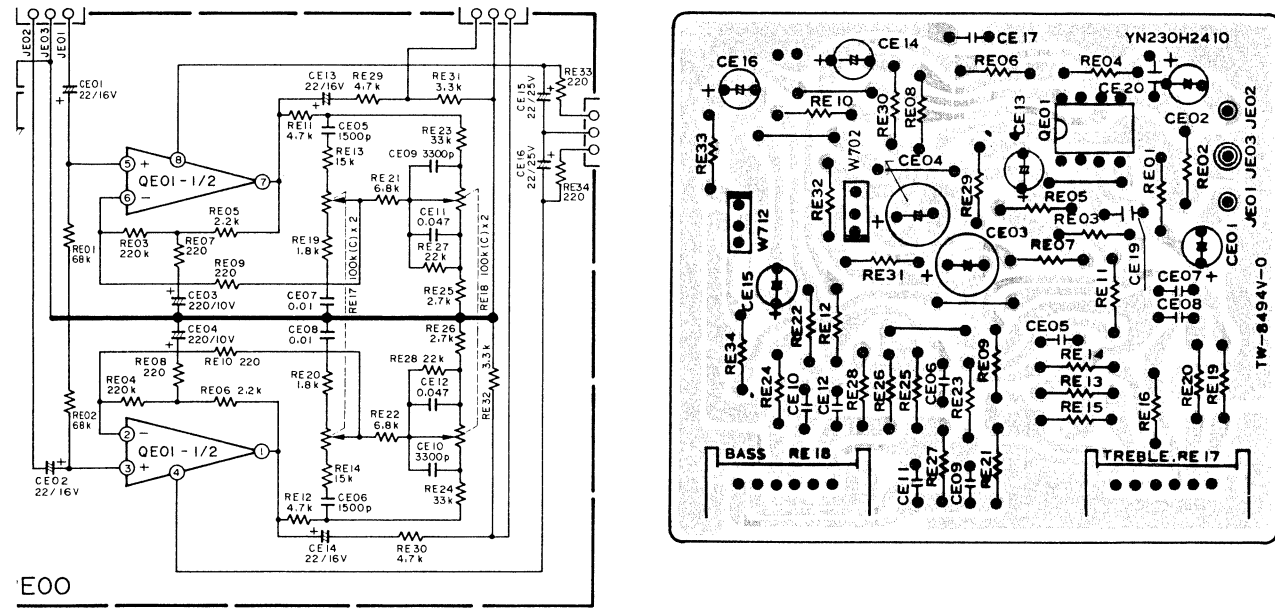 JE02
JE03
JE01
CE01
22/16V
CE13
22/16V
RE29
4.7k
RE31
3.3k
CE15
22/25V
RE33
220
RE11
4.7k
CE05
1500p
RE13
15k
RE23
33k
CE09 3300p
CE16
22/25V
RE34
220
5
+
8
QE01-1/2
7
6
−
RE21
6.8k
CE11
0.047
RE27
22k
RE25
2.7k
RE05
2.2k
RE03
220k
RE07
220
RE01
68k
RE09
220
RE19
1.8k
RE17 100k(C)x2
RE18 100k(C)x2
CE03
220/10V
CE07
0.01
CE04
220/10V
CE08
0.01
RE26
2.7k
RE08
220
RE10 220
RE28 22k
CE12
0.047
RE04
220k
RE06 2.2k
RE20
1.8k
RE32 3.3k
RE02
68k
RE22
6.8k
2
−
QE01-1/2
1
3
+
4
CE02
22/16V
CE10
3300p
RE14
15k
RE24
33k
RE12
4.7k
CE06
1500p
CE14
22/16V
RE30
4.7k
E00
CE17
YN230H2410
CE14
CE16
RE06
RE04
CE20
RE10
RE30
RE08
CE13
QE01
CE02
JE02
RE33
W702
CE04
RE01
RE02
JE03
RE32
RE29
RE05
JE01
W712
RE03
CE03
RE07
CE19
CE01
RE31
RE11
CE07
CE15
CE08
RE22
RE12
TW-8494V-0
RE34
CE05
RE09
RE14
RE24
CE10
CE12
RE28
RE26
RE25
CE06
RE23
RE13
RE15
RE16
RE20
RE19
BASS RE18
CE11
RE27
CE09
RE21
TREBLE.RE17